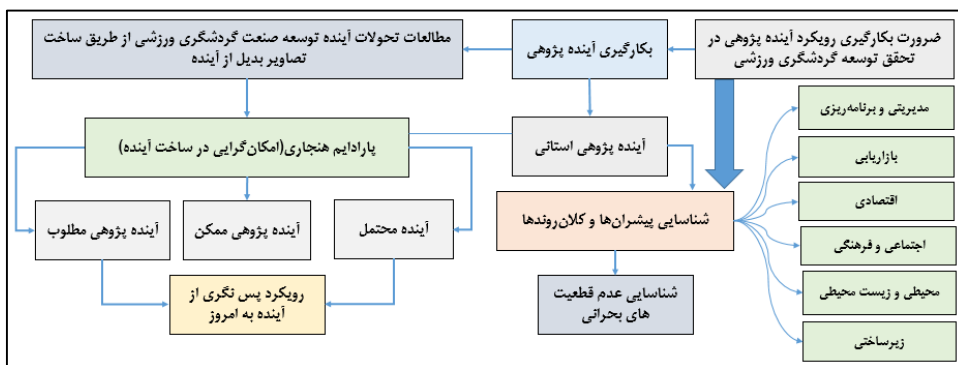 ضرورت بکارگیری رویکرد آینده پژوهی در
تحقق توسعه گردشگری ورزشی
بکارگیری آینده پژوهی
مطالعات تحولات آینده توسعه صنعت گردشگری ورزشی از طریق ساخت
تصاویر بدیل از آینده
مدیریتی و برنامه‌ریزی
بازاریابی
اقتصادی
اجتماعی و فرهنگی
محیطی و زیست محیطی
زیرساختی
آینده پژوهی استانی
پارادایم هنجاری(امکان‌گرایی در ساخت آینده)
شناسایی پیشران‌ها و کلان‌روندها
آینده محتمل
آینده پژوهی ممکن
آینده پژوهی مطلوب
شناسایی عدم قطعیت
های بحرانی
رویکرد پس نگری از
آینده به امروز